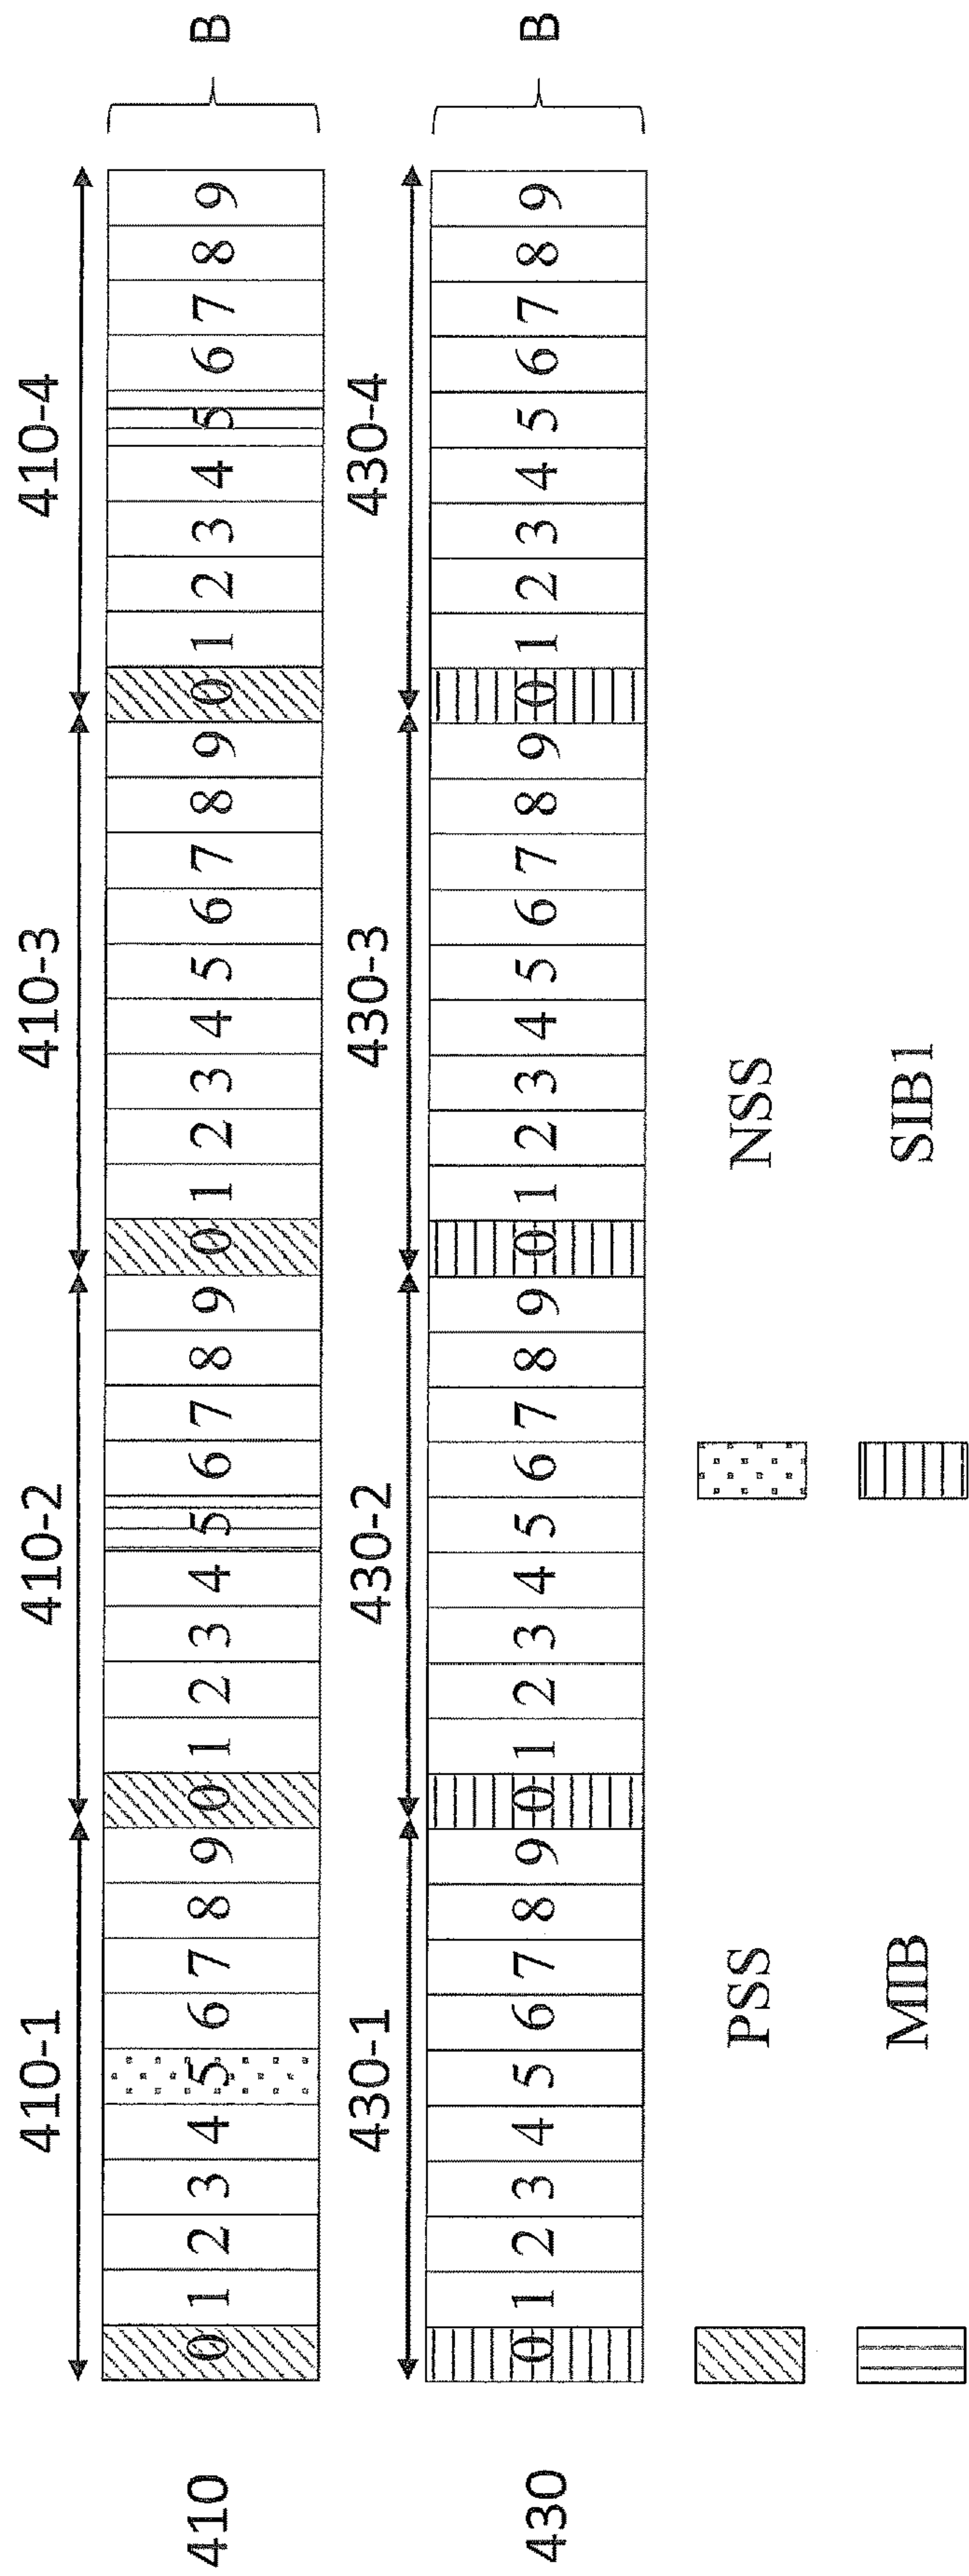 410-1 410-2 410-3 410-4
410 0 1 2 3 4 5 6 7 8 9 0 1 2 3 4 5 6 7 8 9 0 1 2 3 4 5 6 7 8 9 0 1 2 3 4 5 6 7 8 9 B
430-1 430-2 430-3 430-4
430 0 1 2 3 4 5 6 7 8 9 0 1 2 3 4 5 6 7 8 9 0 1 2 3 4 5 6 7 8 9 0 1 2 3 4 5 6 7 8 9 B
PSS NSS
MIB SIB1